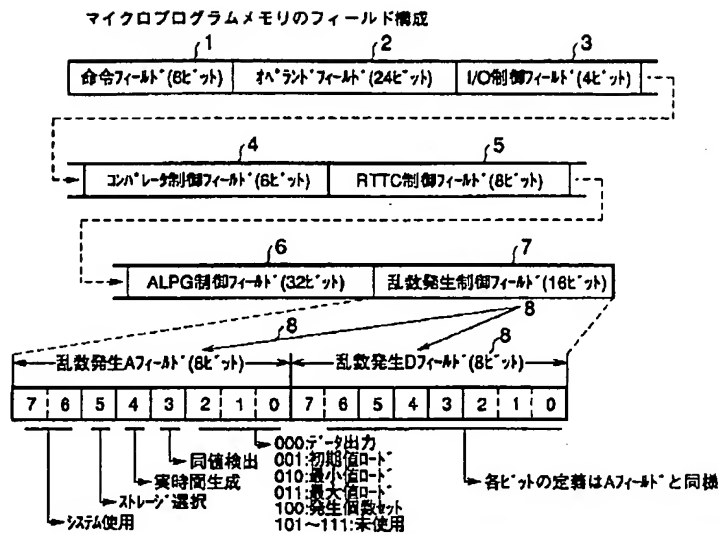 マイクロプログラムメモリのフィールド構成
1 2 3
命令フィールド(6ビット) オペランドフィールド(24ビット) I/O制御フィールド(4ビット)
4 5
コンパレータ制御フィールド(6ビット) RTTC制御フィールド(8ビット)
6 7
ALPG制御フィールド(32ビット) 乱数発生制御フィールド(16ビット)
8 8 8
乱数発生Aフィールド(8ビット) 乱数発生Dフィールド(8ビット)
7 6 5 4 3 2 1 0 7 6 5 4 3 2 1 0
000:データ出力
同値検出 001:初期値ロード
実時間生成 010:最小値ロード 各ビットの定義はAフィールドと同様
ストレージ選択 011:最大値ロード
100:発生個数セット
システム使用 101～111:未使用